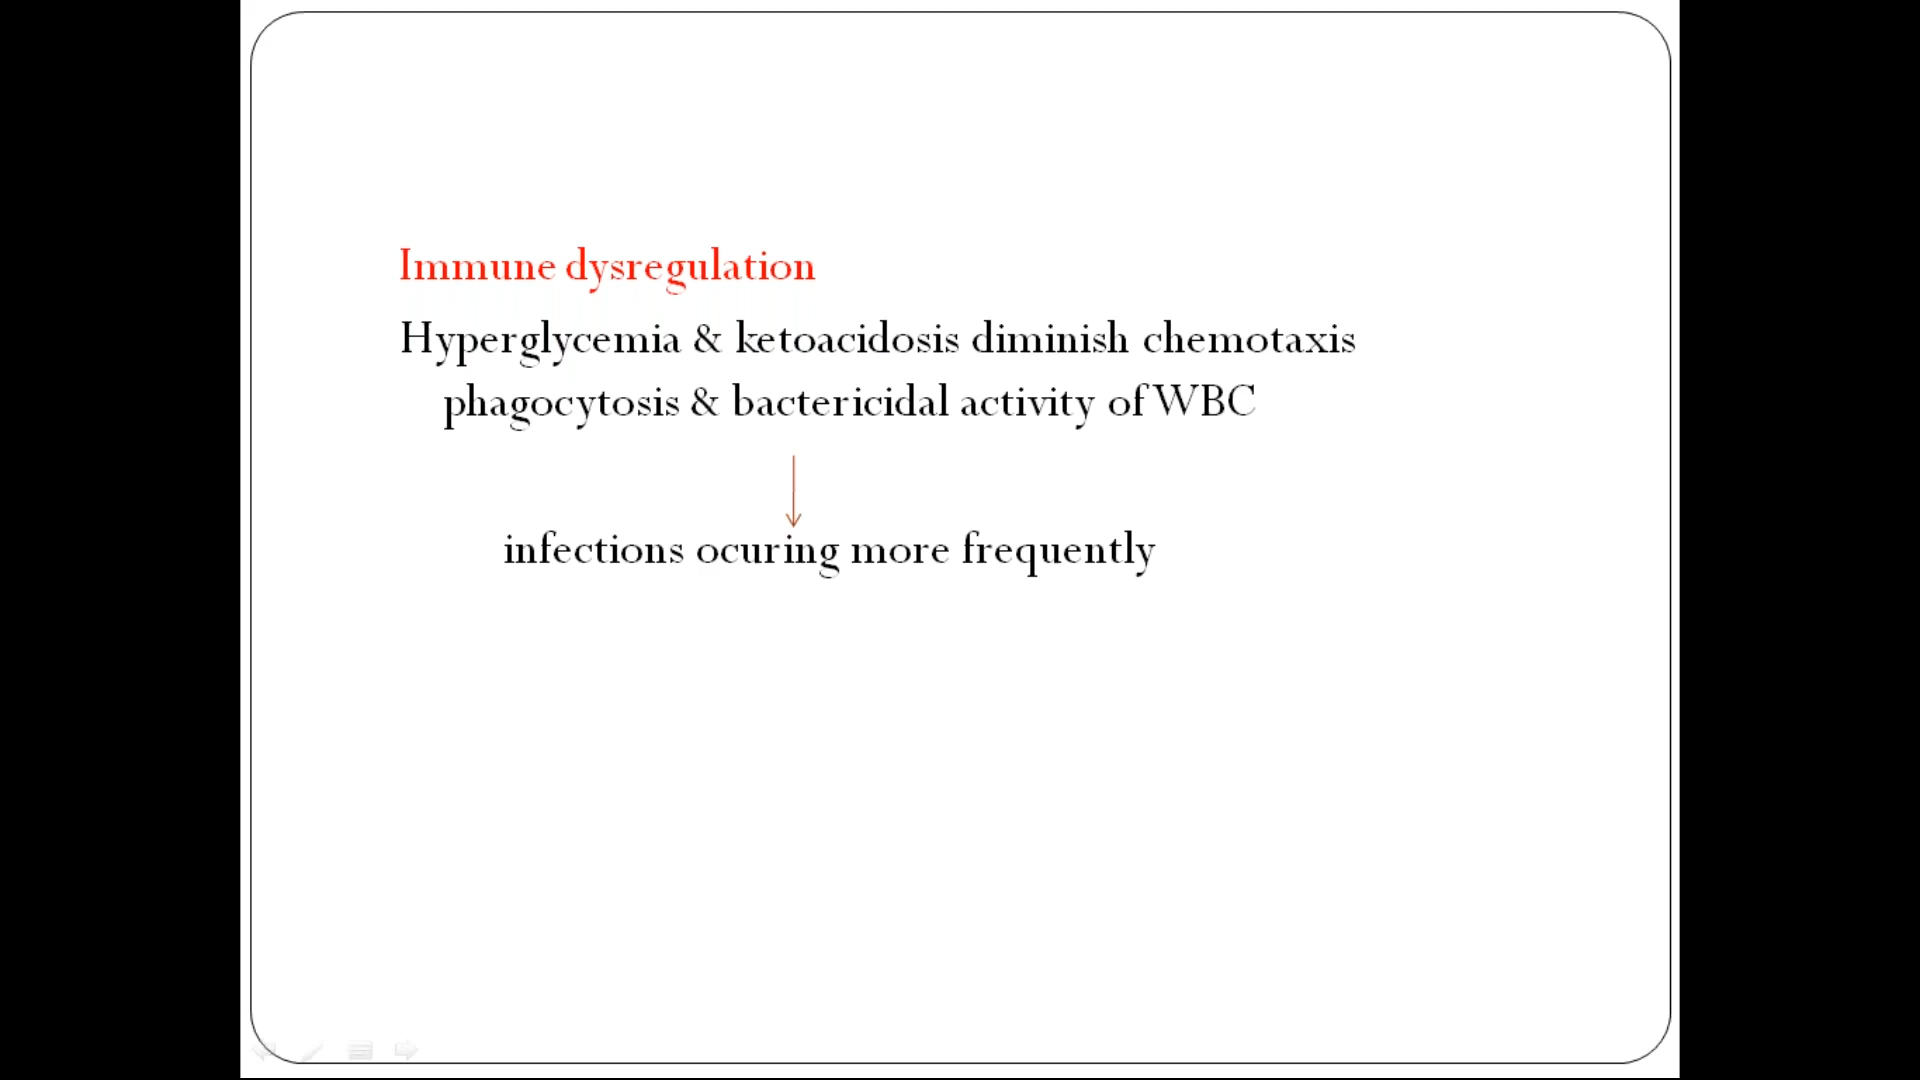 Immune dysregulation
Hyperglycemia & ketoacidosis diminish chemotaxis
phagocytosis & bactericidal activity of WBC
infections ocuring more frequently